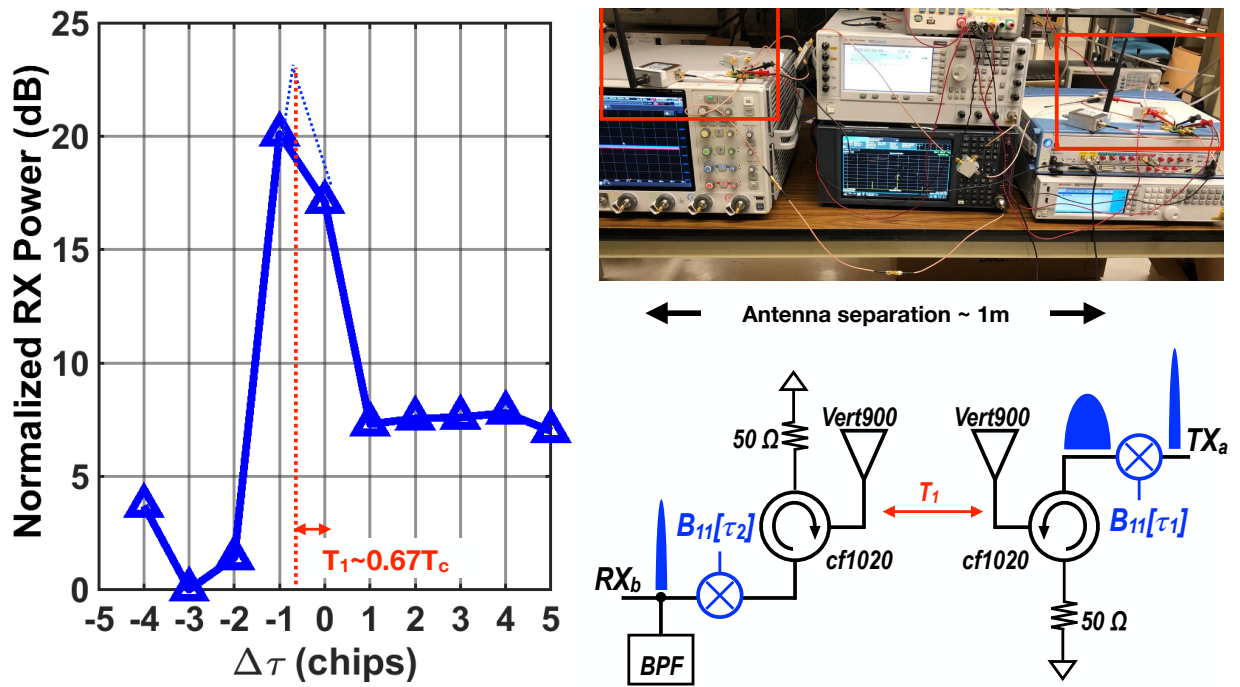 Normalized RX Power (dB)
25
20
15
10
5
0
-5 -4 -3 -2 -1 0 1 2 3 4 5
Δτ (chips)
T₁~0.67T_c
Antenna separation ~ 1m
Vert900
Vert900
50 Ω
TXₐ
T₁
B₁₁[τ₂]
B₁₁[τ₁]
cf1020
cf1020
RX_b
50 Ω
BPF